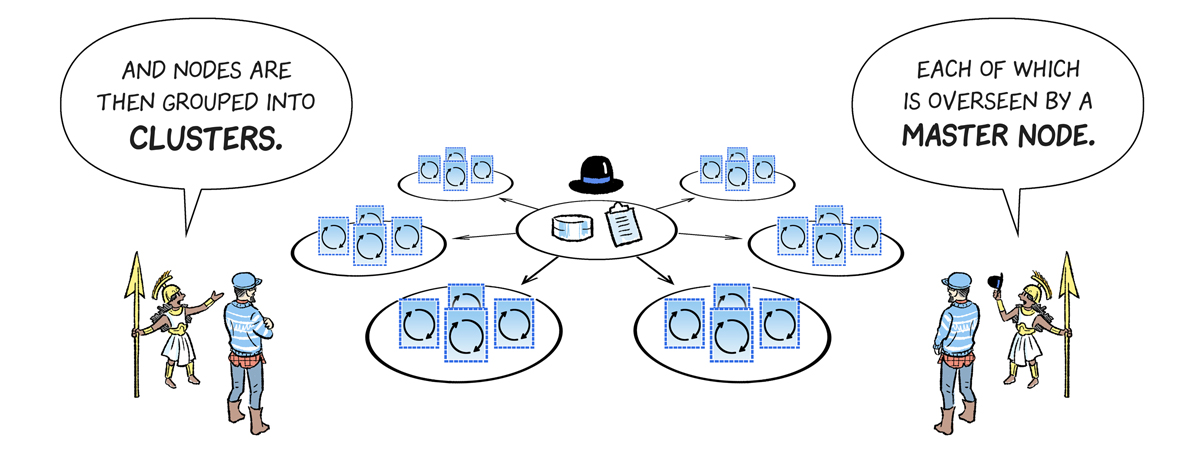 AND NODES ARE
THEN GROUPED INTO
CLUSTERS.
EACH OF WHICH
IS OVERSEEN BY A
MASTER NODE.